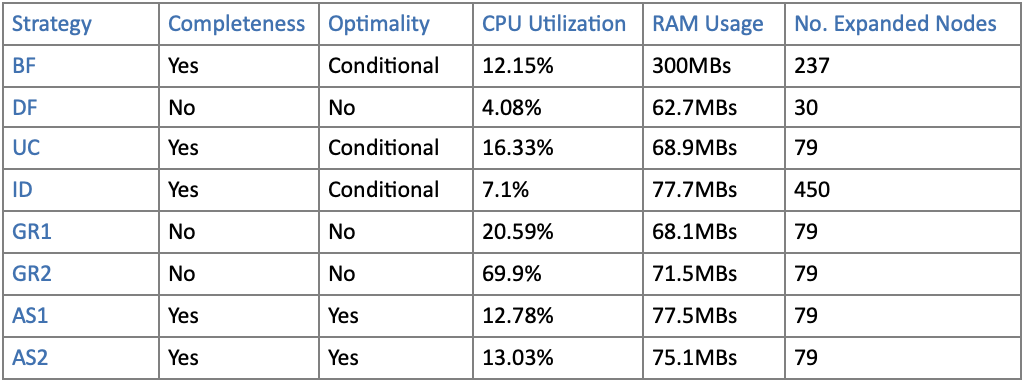 Strategy Completeness Optimality CPU Utilization RAM Usage No. Expanded Nodes
BF Yes Conditional 12.15% 300MBs 237
DF No No 4.08% 62.7MBs 30
UC Yes Conditional 16.33% 68.9MBs 79
ID Yes Conditional 7.1% 77.7MBs 450
GR1 No No 20.59% 68.1MBs 79
GR2 No No 69.9% 71.5MBs 79
AS1 Yes Yes 12.78% 77.5MBs 79
AS2 Yes Yes 13.03% 75.1MBs 79